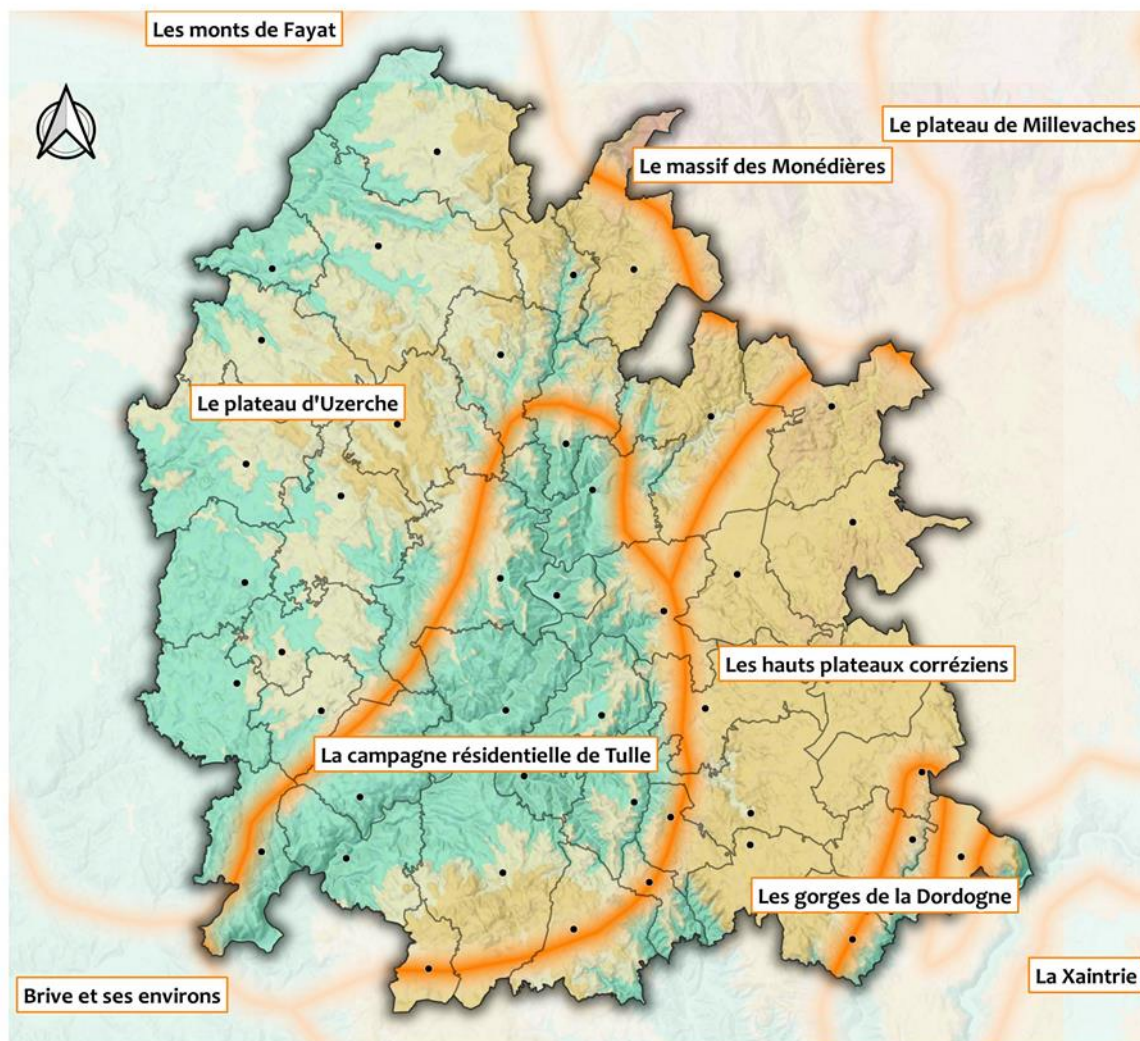 Les monts de Fayat
Le plateau de Millevaches
Le massif des Monédières
Le plateau d'Uzerche
Les hauts plateaux corréziens
La campagne résidentielle de Tulle
Les gorges de la Dordogne
La Xaintrie
Brive et ses environs